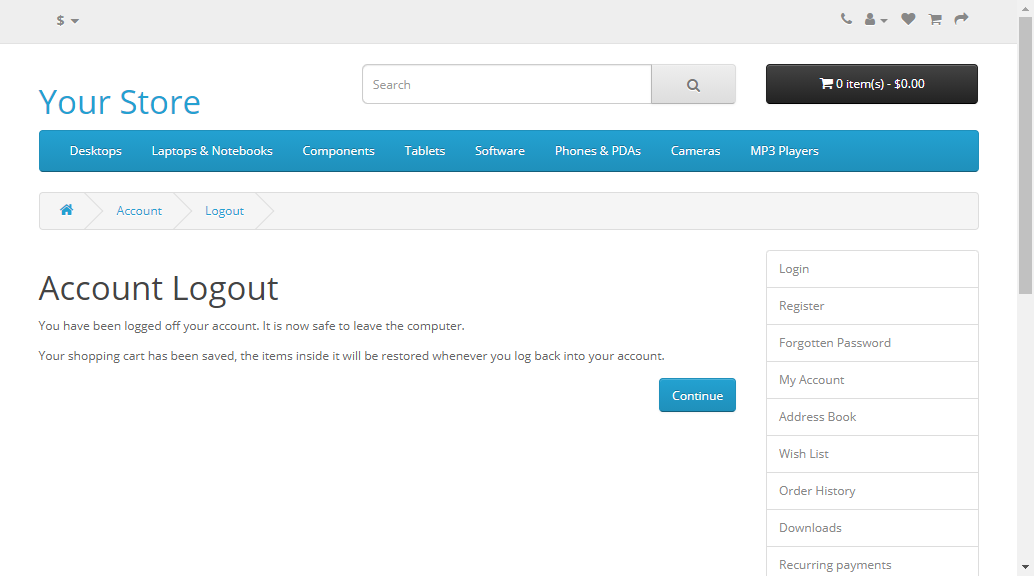 $
Search
0 item(s) - $0.00
Your Store
Desktops Laptops & Notebooks Components Tablets Software Phones & PDAs Cameras MP3 Players
Account Logout
Account Logout
You have been logged off your account. It is now safe to leave the computer.
Your shopping cart has been saved, the items inside it will be restored whenever you log back into your account.
Continue
Login
Register
Forgotten Password
My Account
Address Book
Wish List
Order History
Downloads
Recurring payments